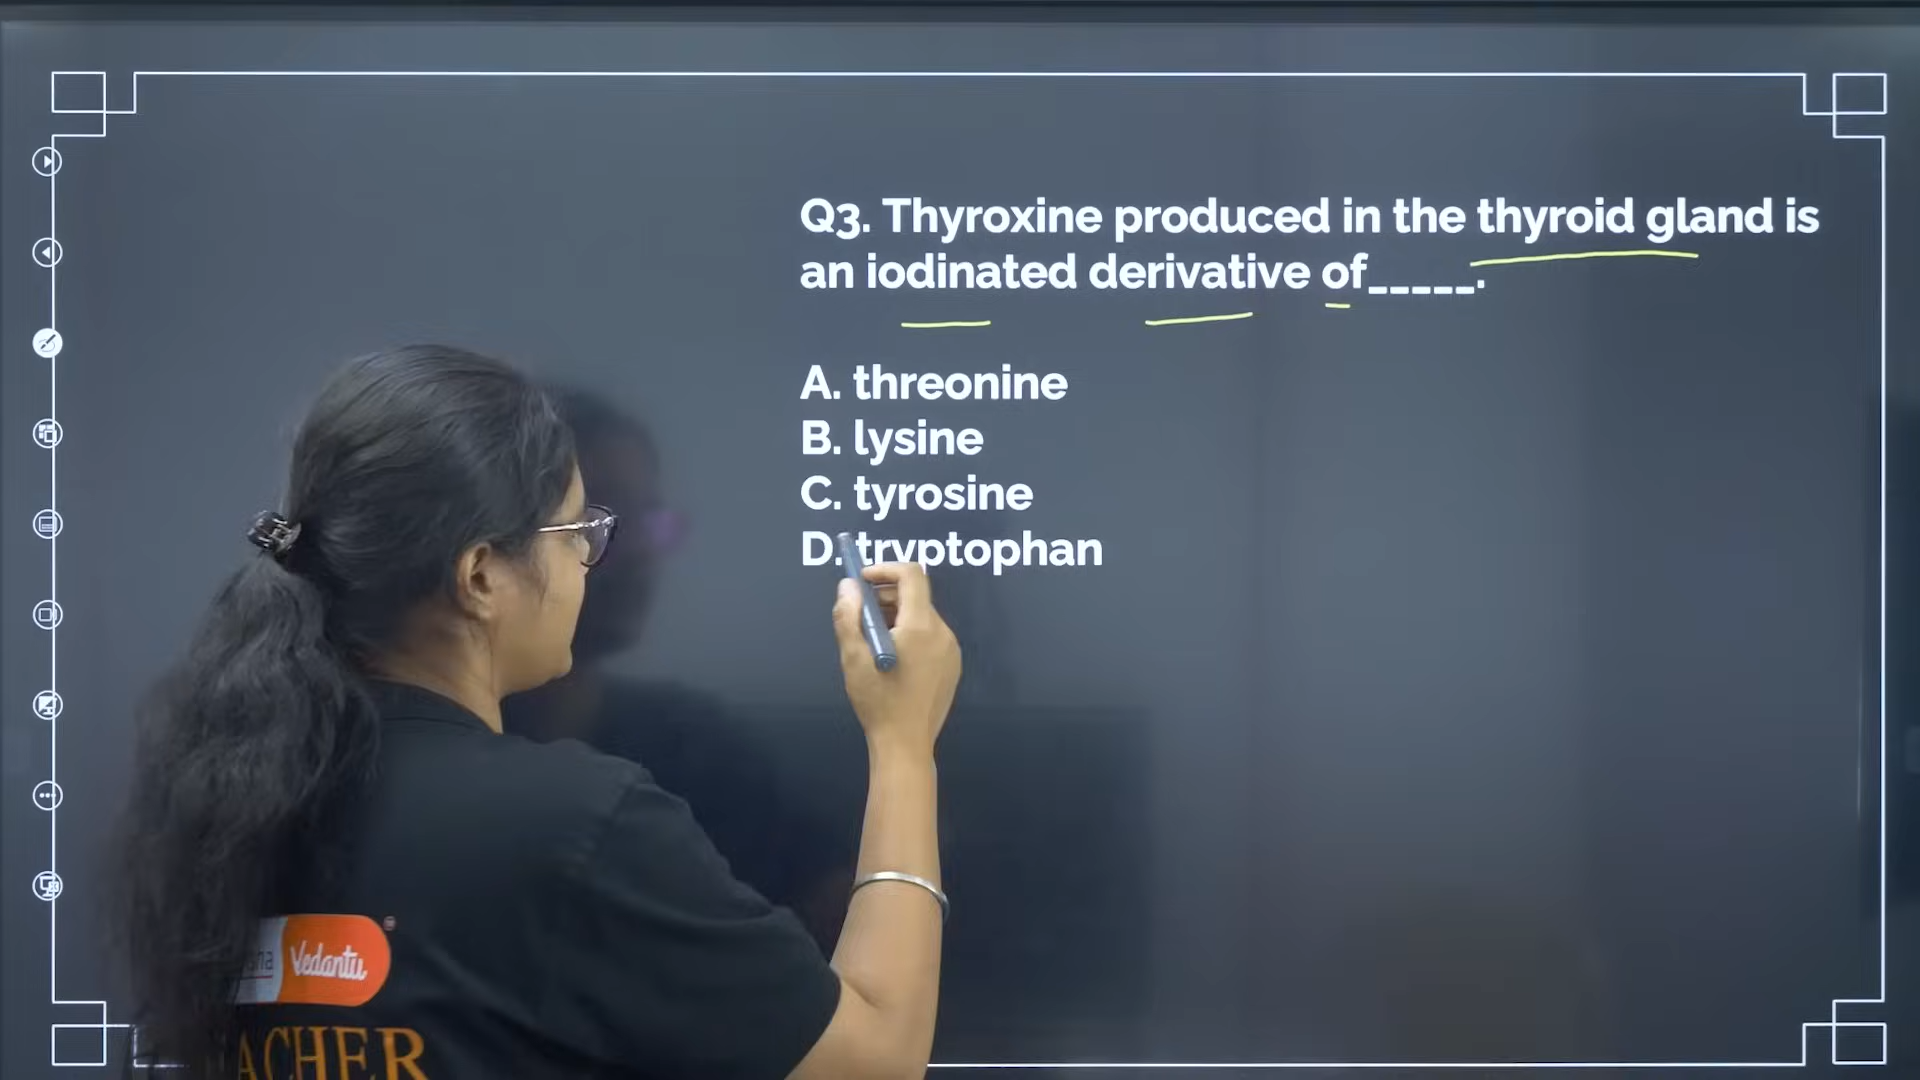 Q3. Thyroxine produced in the thyroid gland is
an iodinated derivative of_____.
A. threonine
B. lysine
C. tyrosine
D. tryptophan
Vedantu